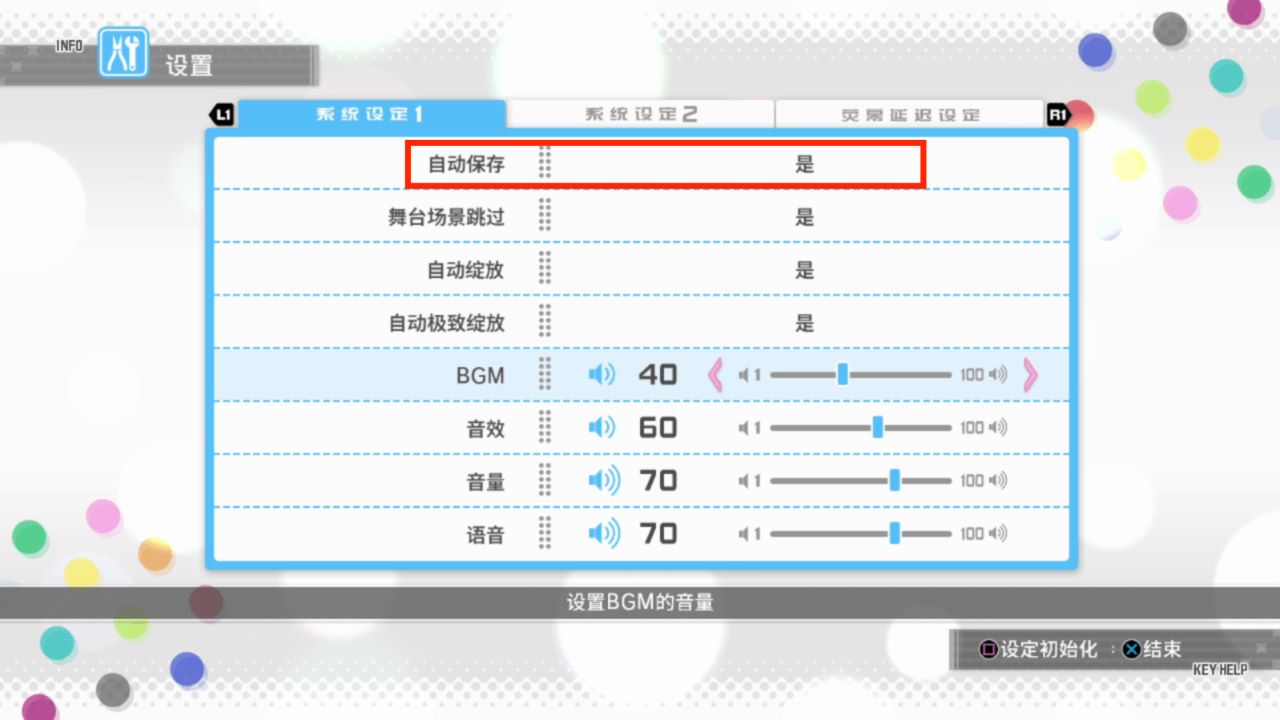 INFO
设置
L1 系统设定1 系统设定2 荧幕延迟设定 R1
自动保存 是
舞台场景跳过 是
自动绽放 是
自动极致绽放 是
BGM 40 1 100
音效 60 1 100
音量 70 1 100
语音 70 1 100
设置BGM的音量
设定初始化 : 结束
KEY HELP